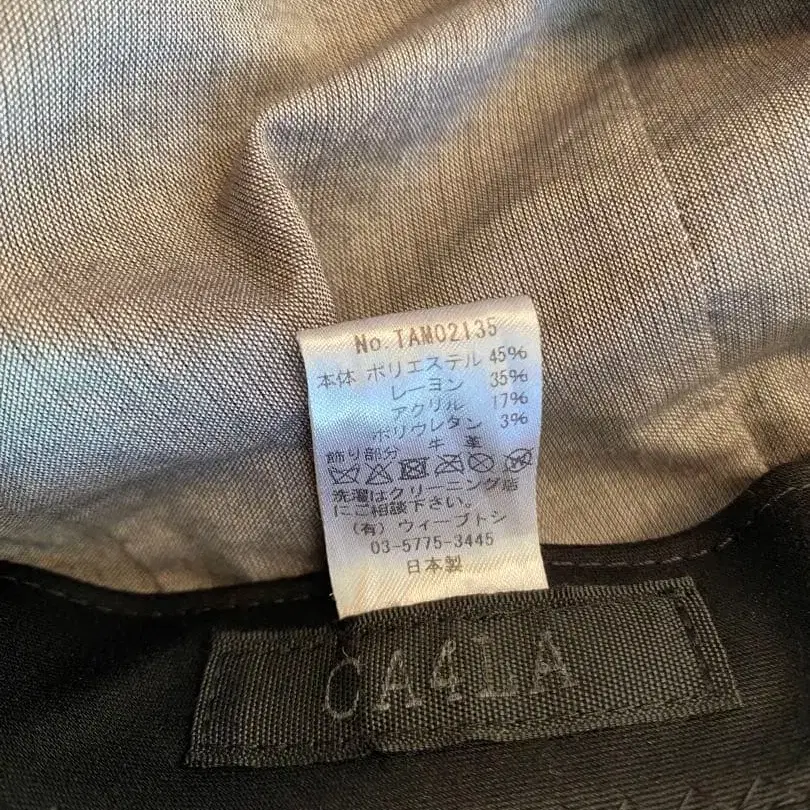 No.TAM02135
本体 ポリエステル 45%
レーヨン 35%
アクリル 17%
ポリウレタン 3%
飾り部分 牛 革
洗濯はクリーニング店
にご相談下さい。
(有) ウィーブトシ
03-5775-3445
日本製
CA4LA